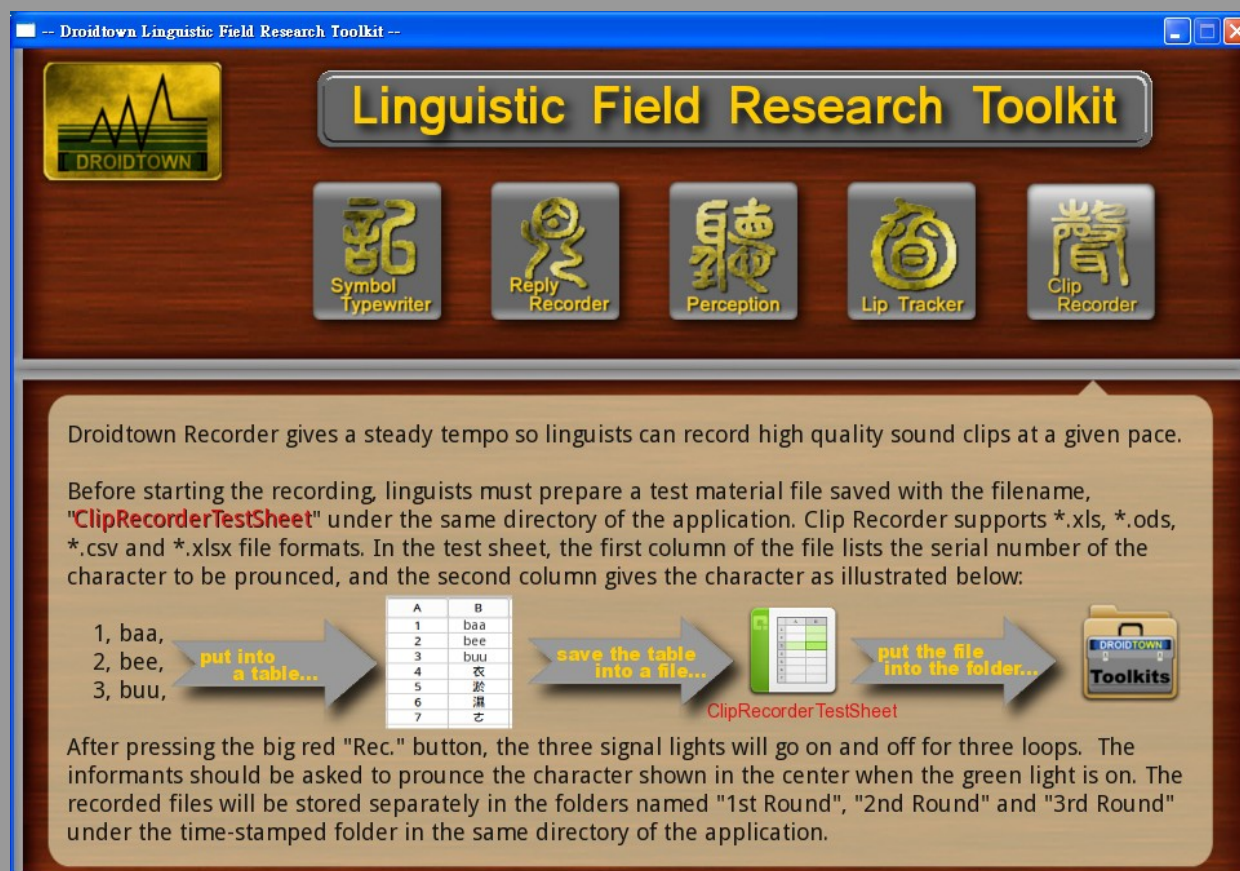 -- Droidtown Linguistic Field Research Toolkit --
DROIDTOWN
Linguistic Field Research Toolkit
記
Symbol
Typewriter
Reply
Recorder
聽
Perception
Lip Tracker
聲
Clip
Recorder
Droidtown Recorder gives a steady tempo so linguists can record high quality sound clips at a given pace.
Before starting the recording, linguists must prepare a test material file saved with the filename,
"ClipRecorderTestSheet" under the same directory of the application. Clip Recorder supports *.xls, *.ods,
*.csv and *.xlsx file formats. In the test sheet, the first column of the file lists the serial number of the
character to be prounced, and the second column gives the character as illustrated below:
1, baa,
2, bee,
3, buu,
put into
a table...
A B
1 baa
2 bee
3 buu
4 衣
5 淤
6 濕
7 ㄊ
save the table
into a file...
ClipRecorderTestSheet
put the file
into the folder...
DROIDTOWN
Toolkits
After pressing the big red "Rec." button, the three signal lights will go on and off for three loops. The
informants should be asked to prounce the character shown in the center when the green light is on. The
recorded files will be stored separately in the folders named "1st Round", "2nd Round" and "3rd Round"
under the time-stamped folder in the same directory of the application.